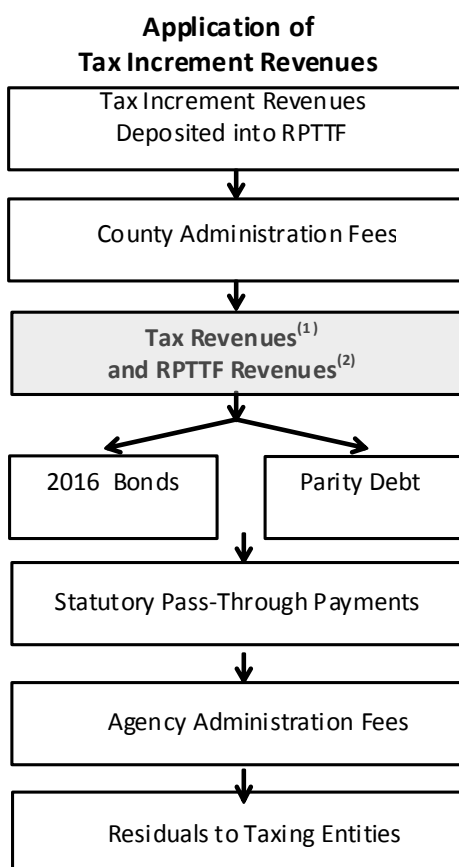 Application of
Tax Increment Revenues
Tax Increment Revenues
Deposited into RPTTF
County Administration Fees
Tax Revenues(1)
and RPTTF Revenues(2)
2016 Bonds
Parity Debt
Statutory Pass-Through Payments
Agency Administration Fees
Residuals to Taxing Entities